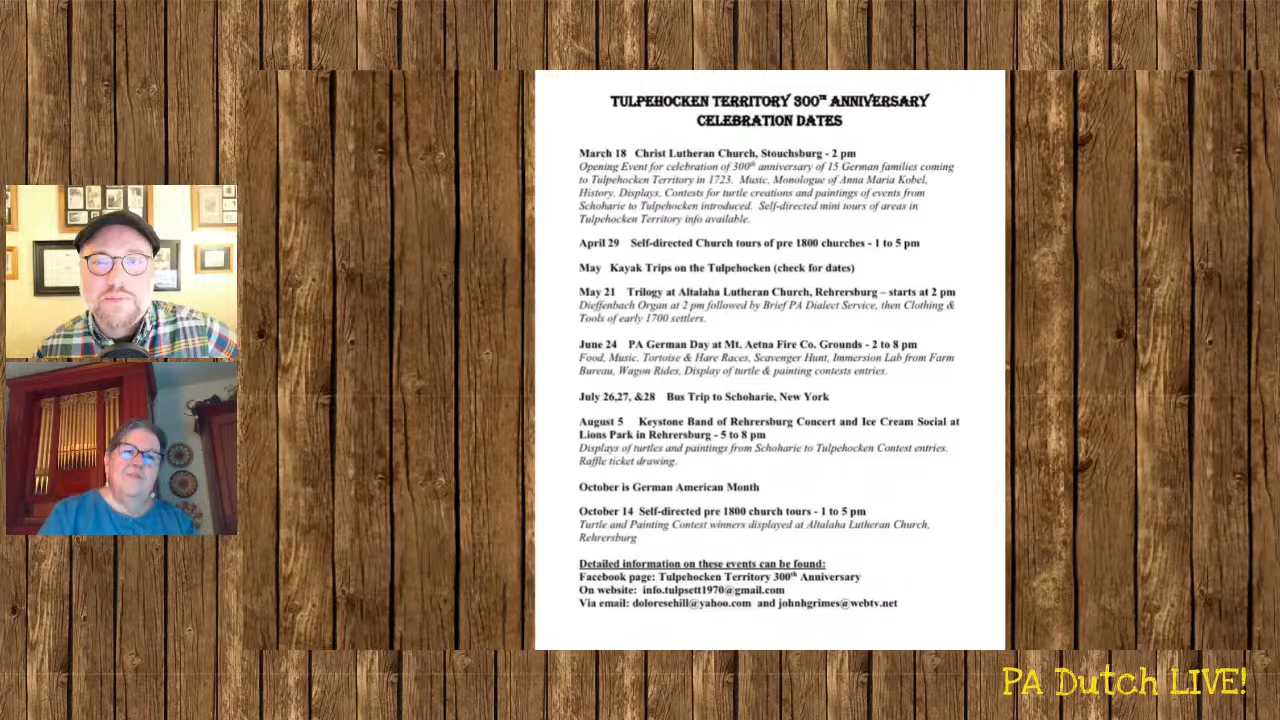 TULPEHOCKEN TERRITORY 300TH ANNIVERSARY
CELEBRATION DATES
March 18 Christ Lutheran Church, Stouchsburg - 2 pm
Opening Event for celebration of 300th anniversary of 15 German families coming
to Tulpehocken Territory in 1723. Music, Monologue of Anna Maria Kobel,
History, Displays, Contests for turtle creations and paintings of events from
Schoharie to Tulpehocken introduced. Self-directed mini tours of areas in
Tulpehocken Territory info available.
April 29 Self-directed Church tours of pre 1800 churches - 1 to 5 pm
May Kayak Trips on the Tulpehocken (check for dates)
May 21 Trilogy at Altalaha Lutheran Church, Rehrersburg – starts at 2 pm
Dieffenbach Organ at 2 pm followed by Brief PA Dialect Service, then Clothing &
Tools of early 1700 settlers.
June 24 PA German Day at Mt. Aetna Fire Co. Grounds - 2 to 8 pm
Food, Music, Tortoise & Hare Races, Scavenger Hunt, Immersion Lab from Farm
Bureau, Wagon Rides, Display of turtle & painting contests entries.
July 26,27, &28 Bus Trip to Schoharie, New York
August 5 Keystone Band of Rehrersburg Concert and Ice Cream Social at
Lions Park in Rehrersburg - 5 to 8 pm
Displays of turtles and paintings from Schoharie to Tulpehocken Contest entries.
Raffle ticket drawing.
October is German American Month
October 14 Self-directed pre 1800 church tours - 1 to 5 pm
Turtle and Painting Contest winners displayed at Altalaha Lutheran Church,
Rehrersburg
Detailed information on these events can be found:
Facebook page: Tulpehocken Territory 300th Anniversary
On website: info.tulpsett1970@gmail.com
Via email: doloresehill@yahoo.com and johnhgrimes@webtv.net
PA Dutch LIVE!